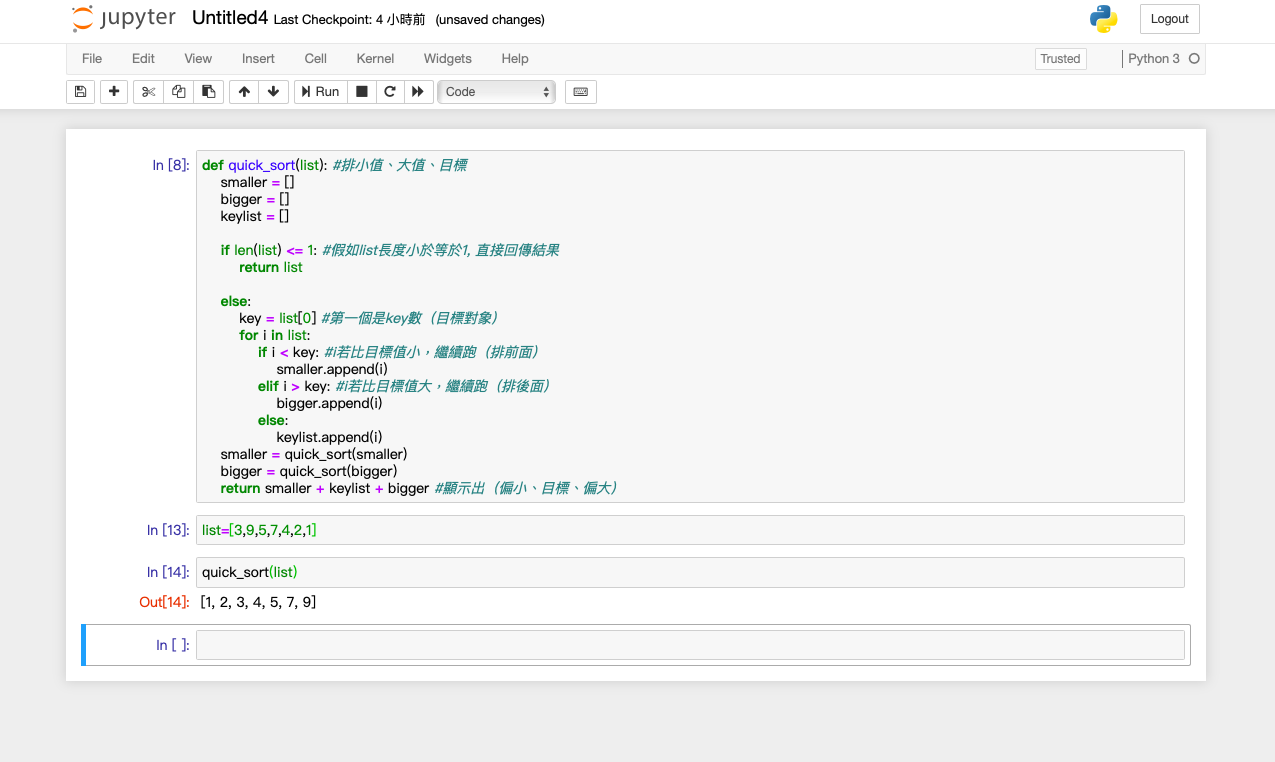 jupyter Untitled4 Last Checkpoint: 4 小時前 (unsaved changes) Logout
File Edit View Insert Cell Kernel Widgets Help Trusted Python 3
Run Code
In [8]: def quick_sort(list): #排小值、大值、目標
smaller = []
bigger = []
keylist = []
if len(list) <= 1: #假如list長度小於等於1, 直接回傳結果
return list
else:
key = list[0] #第一個是key數（目標對象）
for i in list:
if i < key: #i若比目標值小，繼續跑（排前面）
smaller.append(i)
elif i > key: #i若比目標值大，繼續跑（排後面）
bigger.append(i)
else:
keylist.append(i)
smaller = quick_sort(smaller)
bigger = quick_sort(bigger)
return smaller + keylist + bigger #顯示出（偏小、目標、偏大）
In [13]: list=[3,9,5,7,4,2,1]
In [14]: quick_sort(list)
Out[14]: [1, 2, 3, 4, 5, 7, 9]
In [ ]: